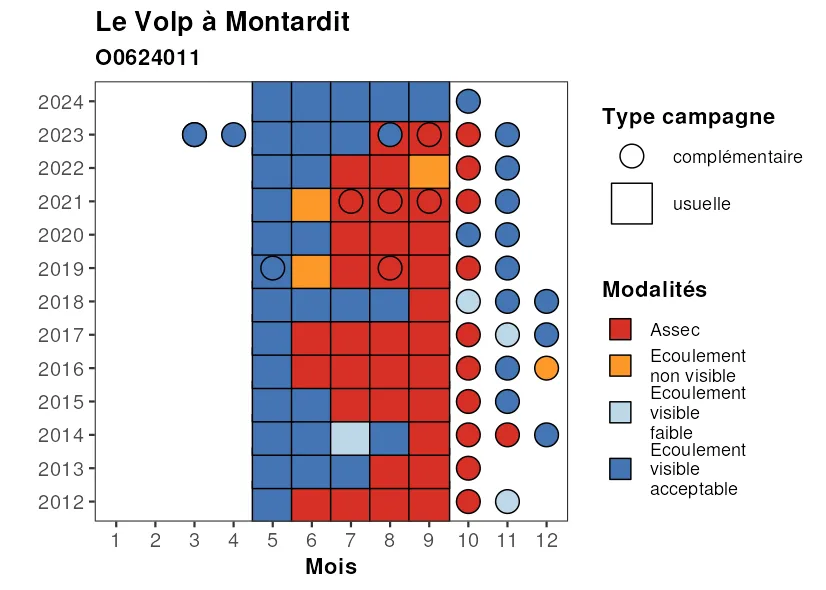 Le Volp à Montardit
O0624011
2024
2023
2022
2021
2020
2019
2018
2017
2016
2015
2014
2013
2012
1 2 3 4 5 6 7 8 9 10 11 12
Mois
Type campagne
complémentaire
usuelle
Modalités
Assec
Ecoulement
non visible
Ecoulement
visible
faible
Ecoulement
visible
acceptable